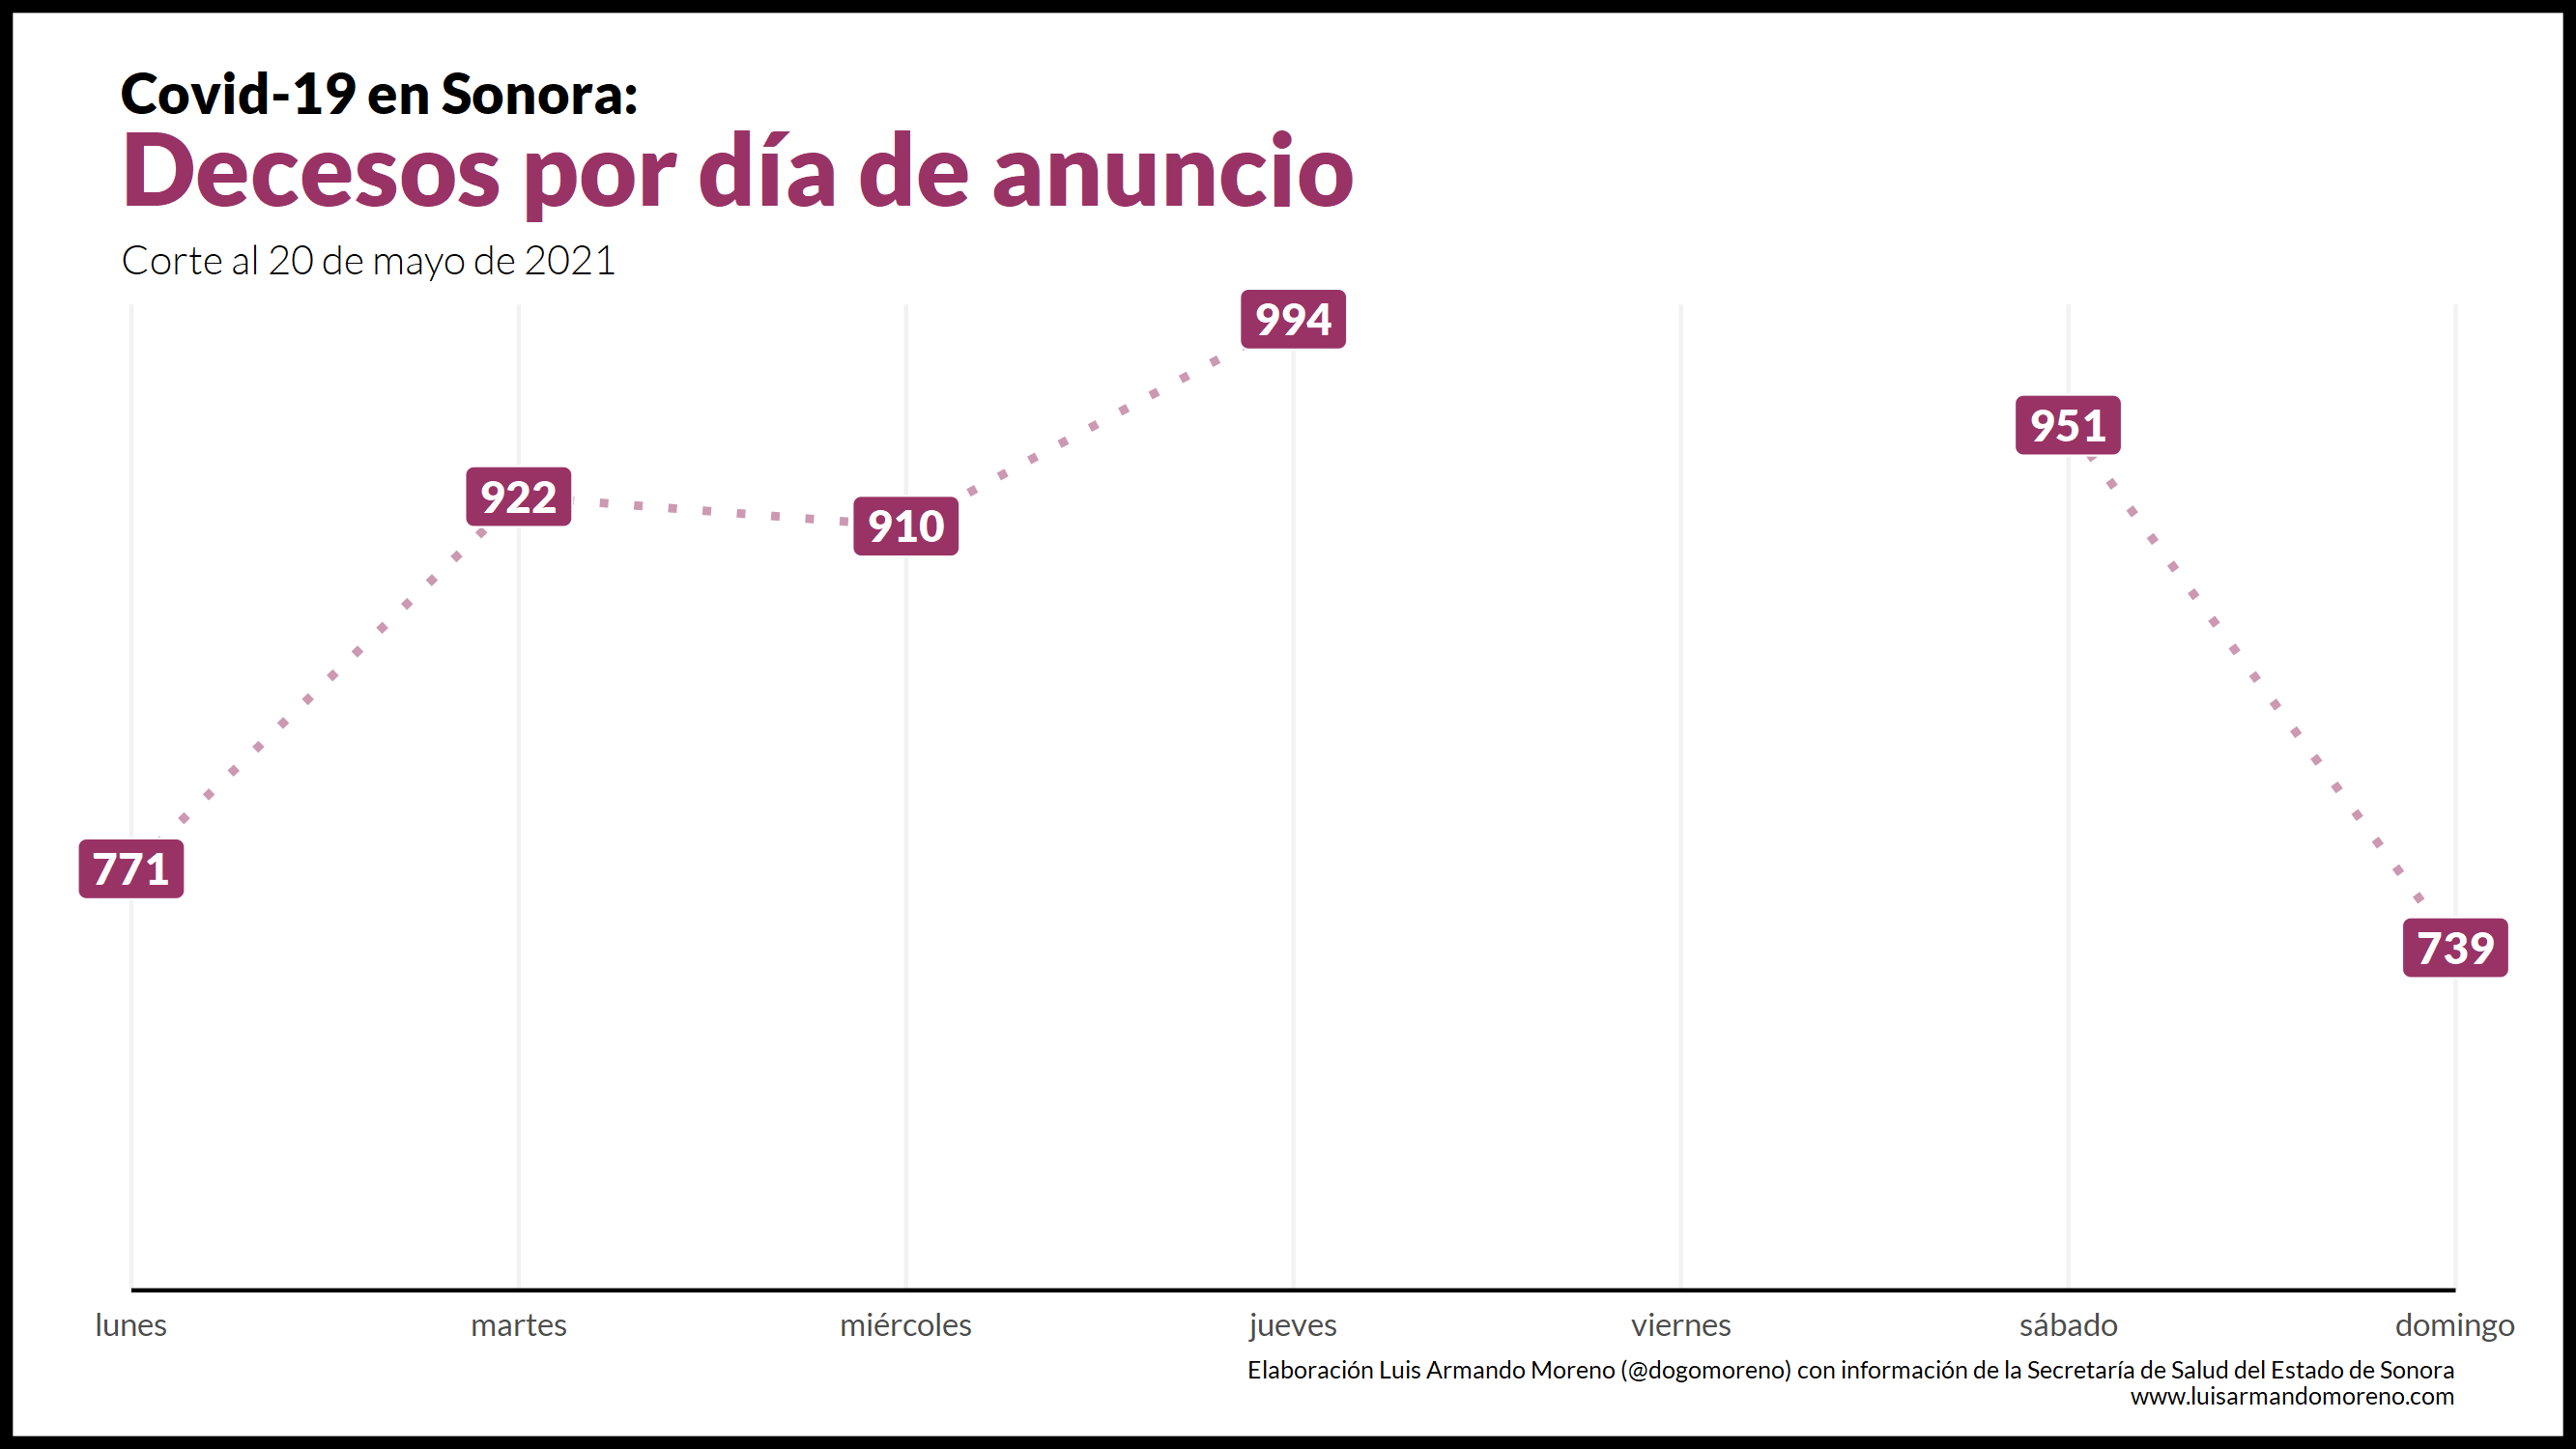 Covid-19 en Sonora:
Decesos por día de anuncio
Corte al 20 de mayo de 2021
994
951
922
910
771
739
lunes martes miércoles jueves viernes sábado domingo
Elaboración Luis Armando Moreno (@dogomoreno) con información de la Secretaría de Salud del Estado de Sonora
www.luisarmandomoreno.com